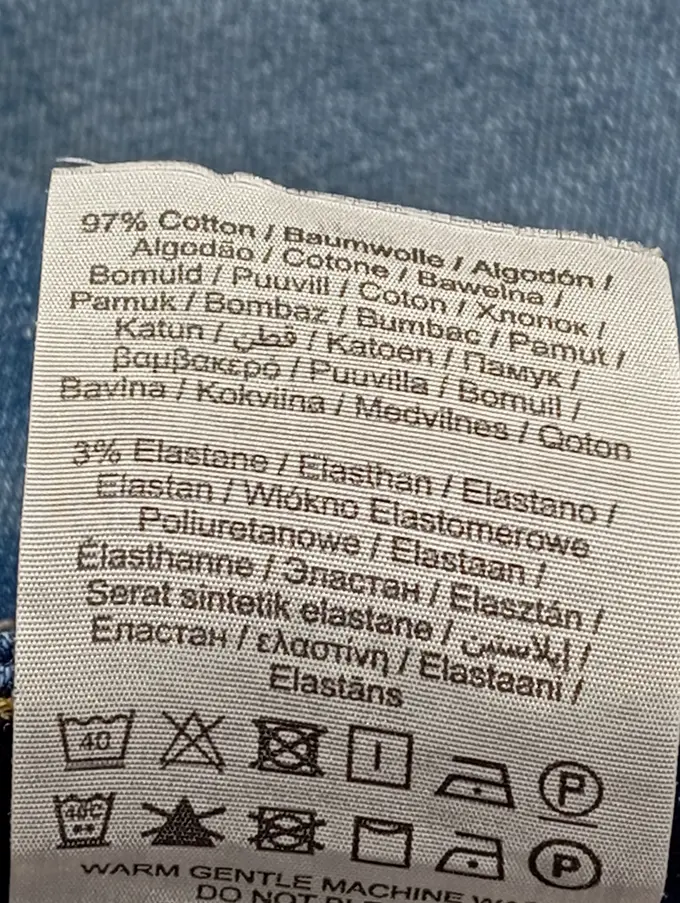 97% Cotton / Baumwolle / Algodón /
Algodão / Cotone / Bawełna /
Bomuld / Puuvill / Coton / Хлопок /
Pamuk / Bombaž / Bumbac / Pamut /
Katun / قطن / Katoen / Памук /
βαμβακερό / Puuvilla / Bomull /
Bavlna / Kokvilna / Medvilnes / Qoton
3% Elastane / Elasthan / Elastano /
Elastan / Włókno Elastomerowe
Poliuretanowe / Elastaan /
Élasthanne / Эластан / Elasztán /
Serat sintetik elastane / إيلاستين /
Еластан / ελαστίνη / Elastaani /
Elastāns
40 P
40C P
WARM GENTLE MACHINE
DO NOT